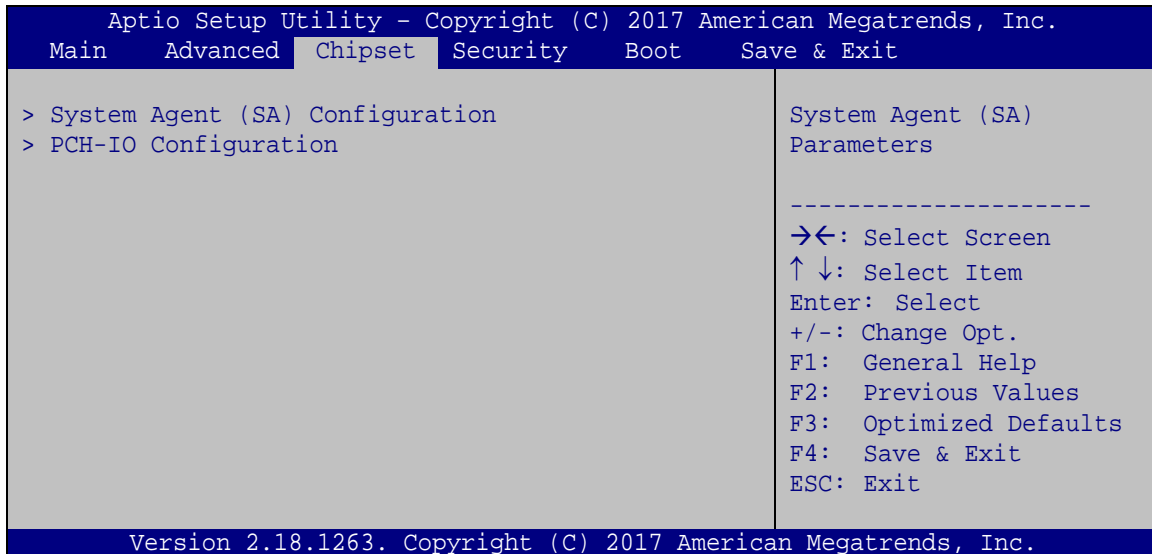 Aptio Setup Utility – Copyright (C) 2017 American Megatrends, Inc.
Main Advanced Chipset Security Boot Save & Exit
> System Agent (SA) Configuration
> PCH-IO Configuration
System Agent (SA)
Parameters
---------------------
→←: Select Screen
↑ ↓: Select Item
Enter: Select
+/-: Change Opt.
F1: General Help
F2: Previous Values
F3: Optimized Defaults
F4: Save & Exit
ESC: Exit
Version 2.18.1263. Copyright (C) 2017 American Megatrends, Inc.